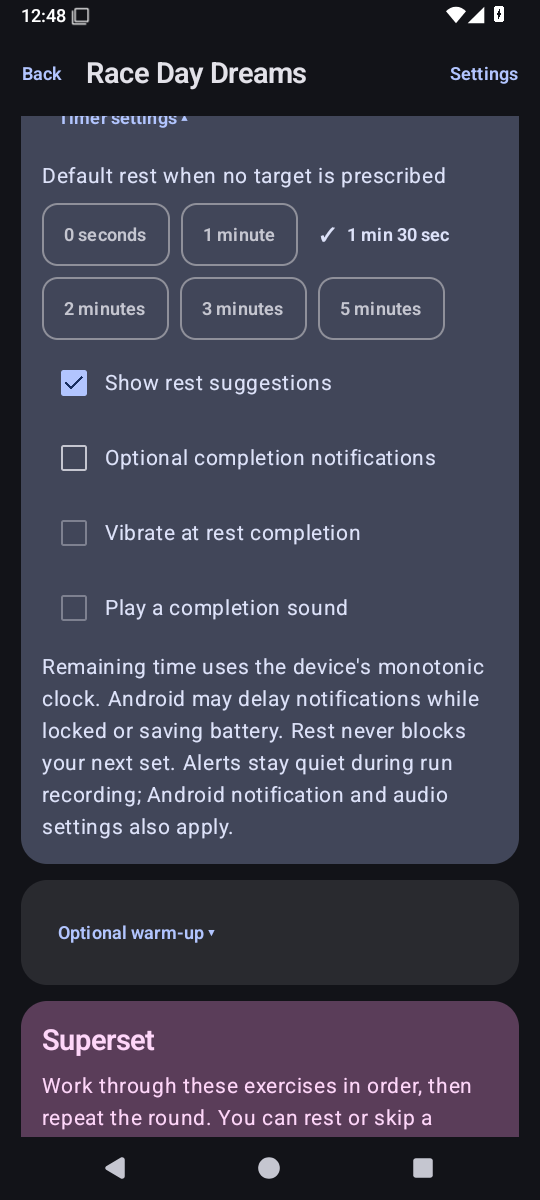 12:48
Back Race Day Dreams Settings
Timer settings ▴
Default rest when no target is prescribed
0 seconds 1 minute ✓ 1 min 30 sec
2 minutes 3 minutes 5 minutes
Show rest suggestions
Optional completion notifications
Vibrate at rest completion
Play a completion sound
Remaining time uses the device's monotonic
clock. Android may delay notifications while
locked or saving battery. Rest never blocks
your next set. Alerts stay quiet during run
recording; Android notification and audio
settings also apply.
Optional warm-up ▾
Superset
Work through these exercises in order, then
repeat the round. You can rest or skip a